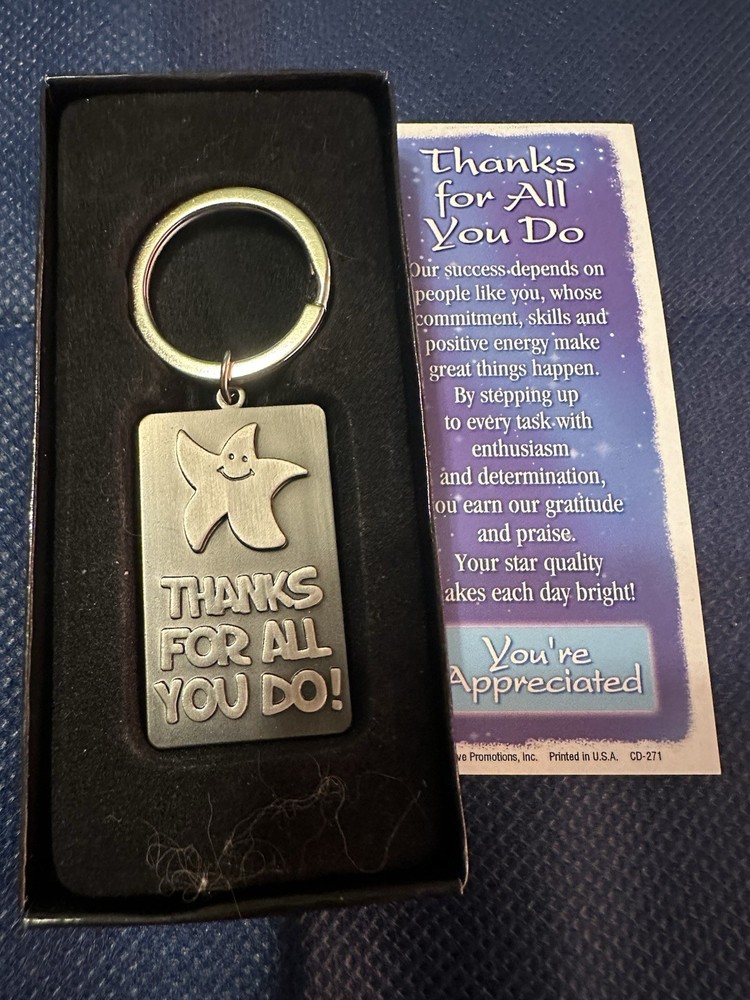 THANKS
FOR ALL
YOU DO!
Thanks
for All
You Do
Our success depends on
people like you, whose
commitment, skills and
positive energy make
great things happen.
By stepping up
to every task with
enthusiasm
and determination,
ou earn our gratitude
and praise.
Your star quality
akes each day bright!
You're
Appreciated
ve Promotions, Inc. Printed in U.S.A. CD-271